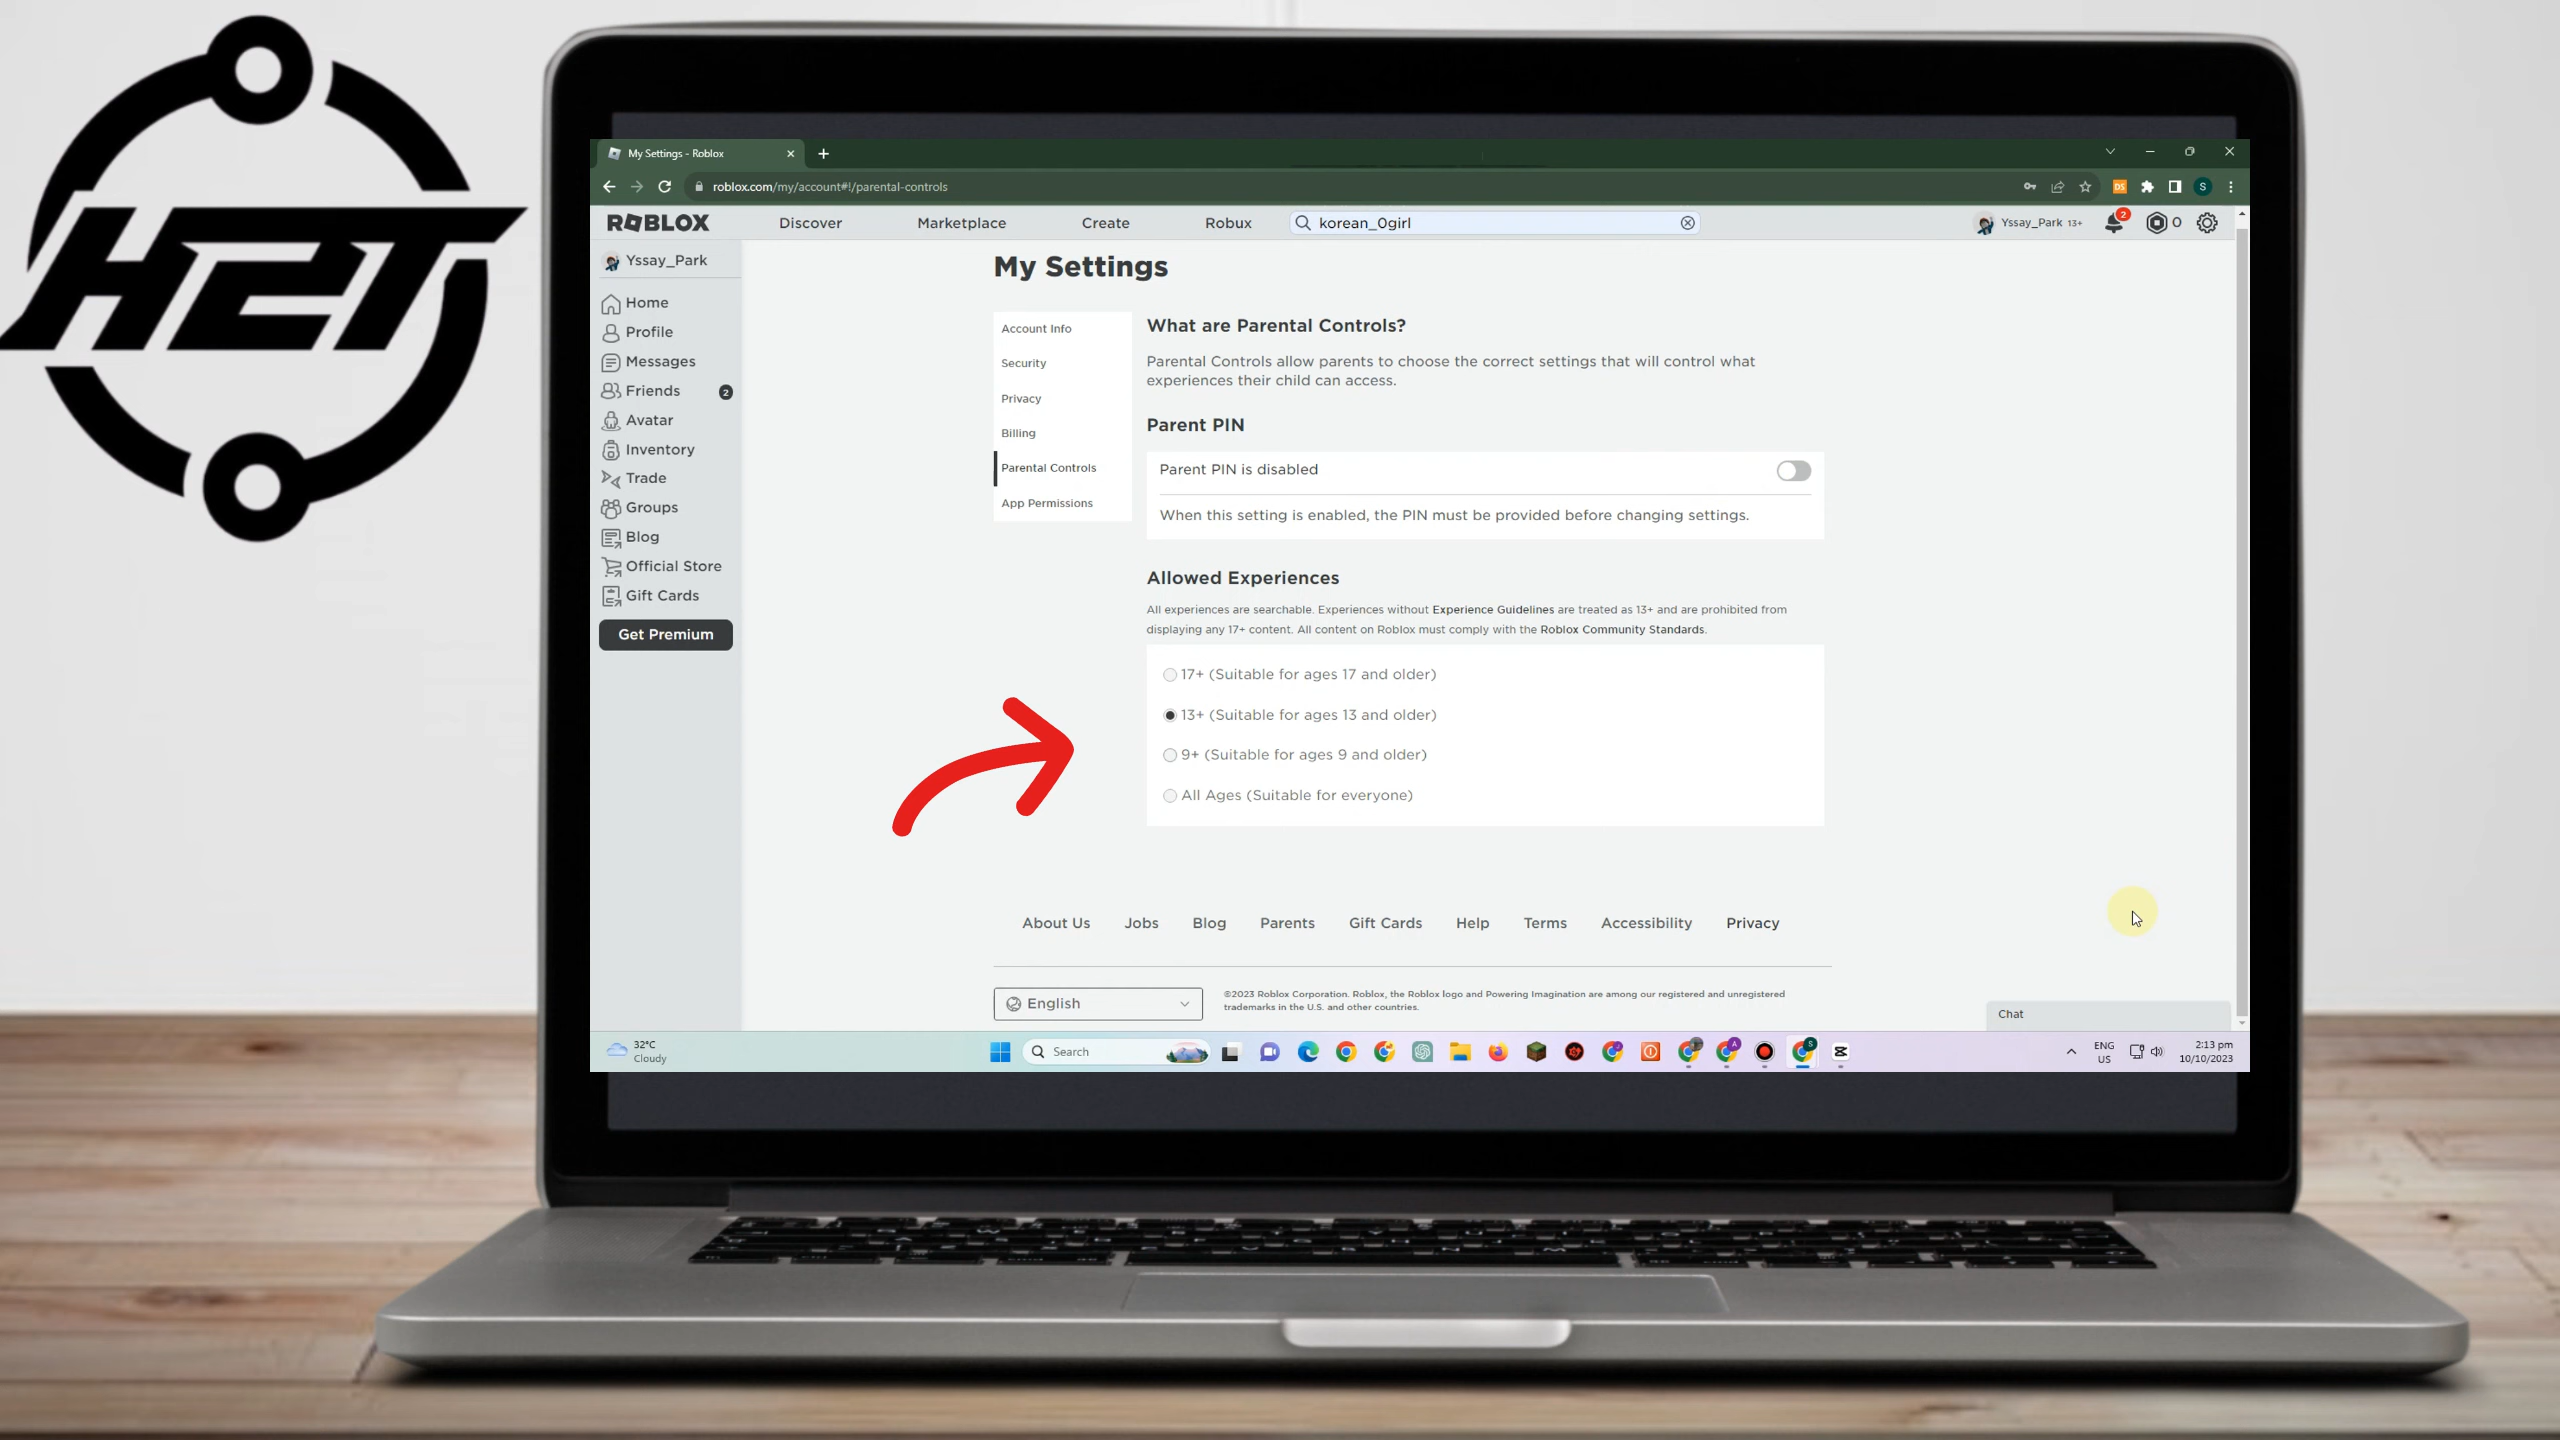 H2T
My Settings - Roblox
roblox.com/my/account#!/parental-controls
DS
S
ROBLOX
Discover
Marketplace
Create
Robux
korean_0girl
Yssay_Park 13+
2
0
Yssay_Park
Home
Profile
Messages
Friends
2
Avatar
Inventory
Trade
Groups
Blog
Official Store
Gift Cards
Get Premium
My Settings
Account Info
Security
Privacy
Billing
Parental Controls
App Permissions
What are Parental Controls?
Parental Controls allow parents to choose the correct settings that will control what
experiences their child can access.
Parent PIN
Parent PIN is disabled
When this setting is enabled, the PIN must be provided before changing settings.
Allowed Experiences
All experiences are searchable. Experiences without Experience Guidelines are treated as 13+ and are prohibited from
displaying any 17+ content. All content on Roblox must comply with the Roblox Community Standards.
17+ (Suitable for ages 17 and older)
13+ (Suitable for ages 13 and older)
9+ (Suitable for ages 9 and older)
All Ages (Suitable for everyone)
About Us
Jobs
Blog
Parents
Gift Cards
Help
Terms
Accessibility
Privacy
English
©2023 Roblox Corporation. Roblox, the Roblox logo and Powering Imagination are among our registered and unregistered
trademarks in the U.S. and other countries.
Chat
32°C
Cloudy
Search
ENG
US
2:13 pm
10/10/2023